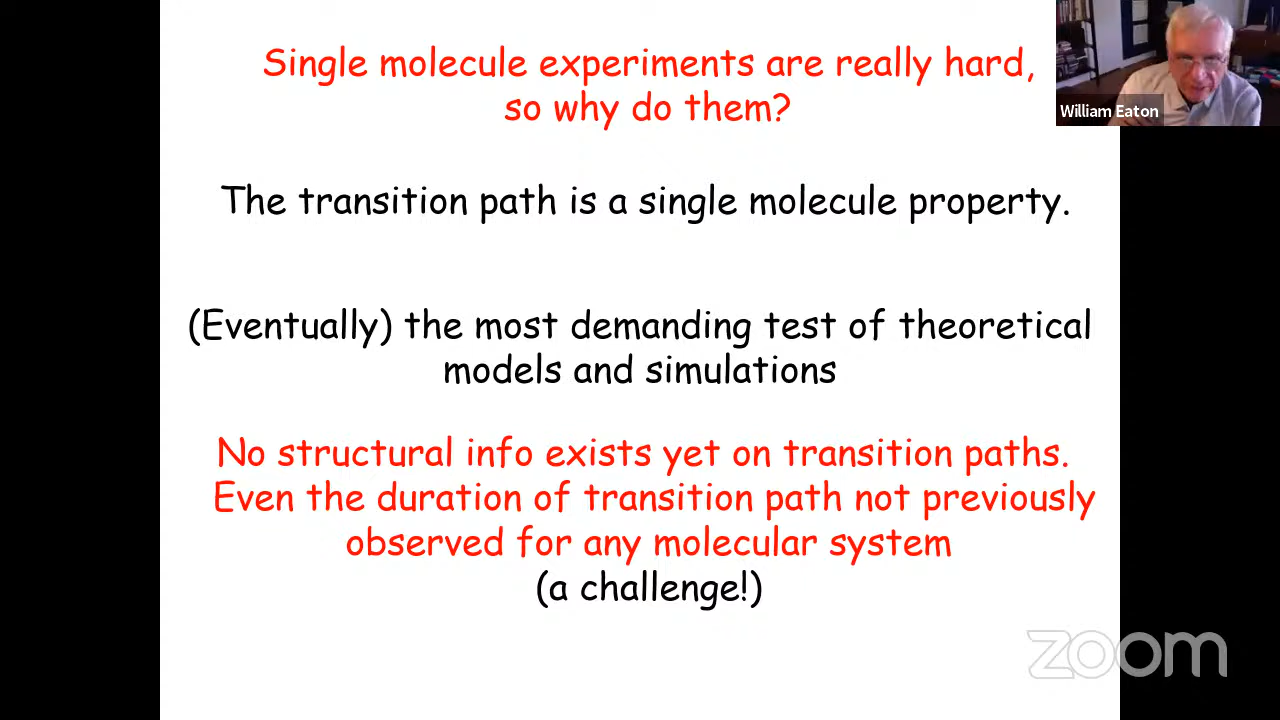 Single molecule experiments are really hard,
so why do them?
William Eaton
The transition path is a single molecule property.
(Eventually) the most demanding test of theoretical
models and simulations
No structural info exists yet on transition paths.
Even the duration of transition path not previously
observed for any molecular system
(a challenge!)
zoom